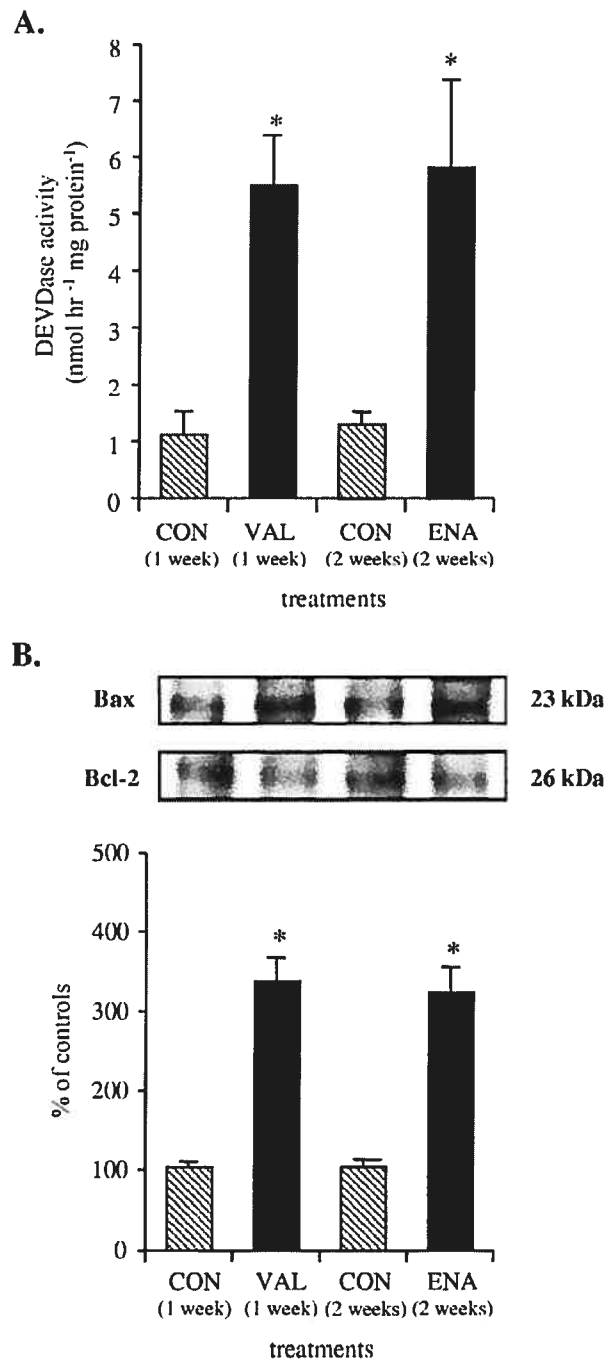 A.
8
7
6
5
4
3
2
1
0
DEVDase activity
(nmol hr⁻¹ mg protein⁻¹)
*
*
CON VAL CON ENA
(1 week) (1 week) (2 weeks) (2 weeks)
treatments
B.
Bax 23 kDa
Bcl-2 26 kDa
500
400
300
200
100
0
% of controls
*
*
CON VAL CON ENA
(1 week) (1 week) (2 weeks) (2 weeks)
treatments